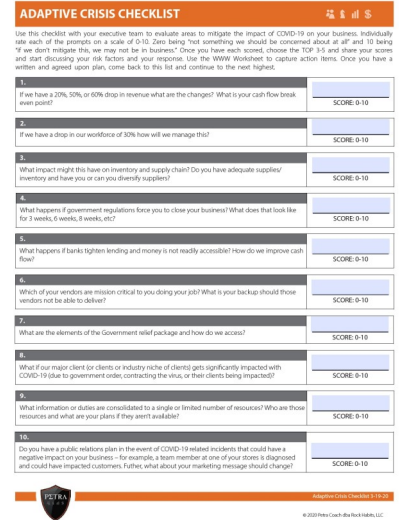 ADAPTIVE CRISIS CHECKLIST
Use this checklist with your executive team to evaluate areas to mitigate the impact of COVID-19 on your business. Individually
rate each of the prompts on a scale of 0-10. Zero being “not something we should be concerned about at all” and 10 being
“if we don’t mitigate this, we may not be in business.” Once you have each scored, choose the TOP 3-5 and share your scores
and start discussing your risk factors and your response. Use the WWW Worksheet to capture action items. Once you have a
written and agreed upon plan, come back to this list and continue to the next highest.
1.
If we have a 20%, 50%, or 60% drop in revenue what are the changes? What is your cash flow break
even point?
SCORE: 0-10
2.
If we have a drop in our workforce of 30% how will we manage this?
SCORE: 0-10
3.
What impact might this have on inventory and supply chain? Do you have adequate supplies/
inventory and have you or can you diversify suppliers?
SCORE: 0-10
4.
What happens if government regulations force you to close your business? What does that look like
for 3 weeks, 6 weeks, 8 weeks, etc?
SCORE: 0-10
5.
What happens if banks tighten lending and money is not readily accessible? How do we improve cash
flow?
SCORE: 0-10
6.
Which of your vendors are mission critical to you doing your job? What is your backup should those
vendors not be able to deliver?
SCORE: 0-10
7.
What are the elements of the Government relief package and how do we access?
SCORE: 0-10
8.
What if our major client (or clients or industry niche of clients) gets significantly impacted with
COVID-19 (due to government order, contracting the virus, or their clients being impacted)?
SCORE: 0-10
9.
What information or duties are consolidated to a single or limited number of resources? Who are those
resources and what are your plans if they aren’t available?
SCORE: 0-10
10.
Do you have a public relations plan in the event of COVID-19 related incidents that could have a
negative impact on your business – for example, a team member at one of your stores is diagnosed
and could have impacted customers. Futher, what about your marketing message should change?
SCORE: 0-10
PETRA
COACH
Adaptive Crisis Checklist 3-19-20
© 2020 Petra Coach dba Rock Habits, LLC.